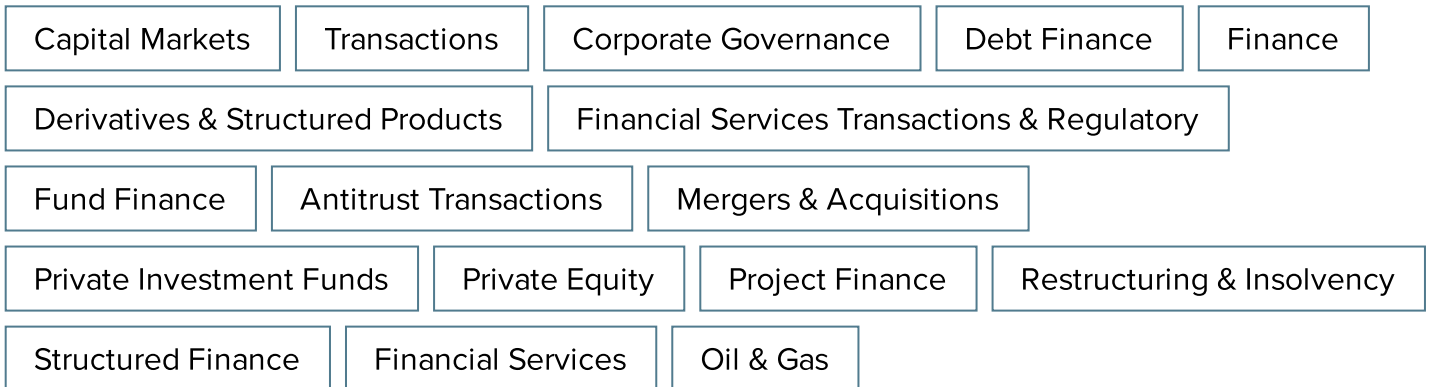 Capital Markets Transactions Corporate Governance Debt Finance Finance
Derivatives & Structured Products Financial Services Transactions & Regulatory
Fund Finance Antitrust Transactions Mergers & Acquisitions
Private Investment Funds Private Equity Project Finance Restructuring & Insolvency
Structured Finance Financial Services Oil & Gas